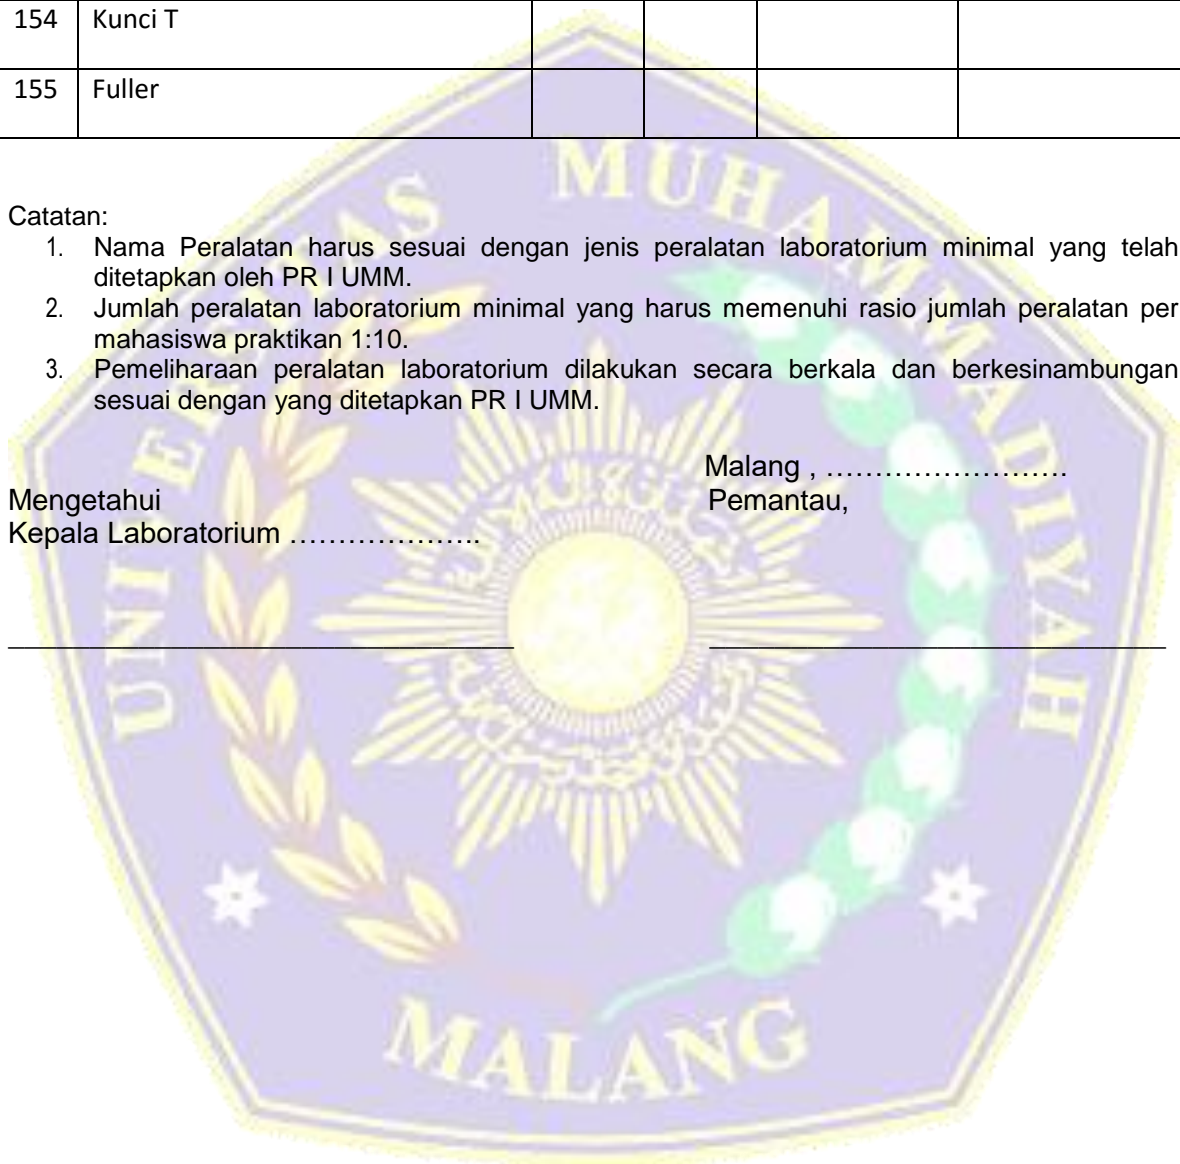 154 Kunci T
155 Fuller
Catatan:
1. Nama Peralatan harus sesuai dengan jenis peralatan laboratorium minimal yang telah
ditetapkan oleh PR I UMM.
2. Jumlah peralatan laboratorium minimal yang harus memenuhi rasio jumlah peralatan per
mahasiswa praktikan 1:10.
3. Pemeliharaan peralatan laboratorium dilakukan secara berkala dan berkesinambungan
sesuai dengan yang ditetapkan PR I UMM.
Malang , …………………….
Mengetahui Pemantau,
Kepala Laboratorium ………………..
UNI ERSITAS MUHAMMADIYAH
MALANG